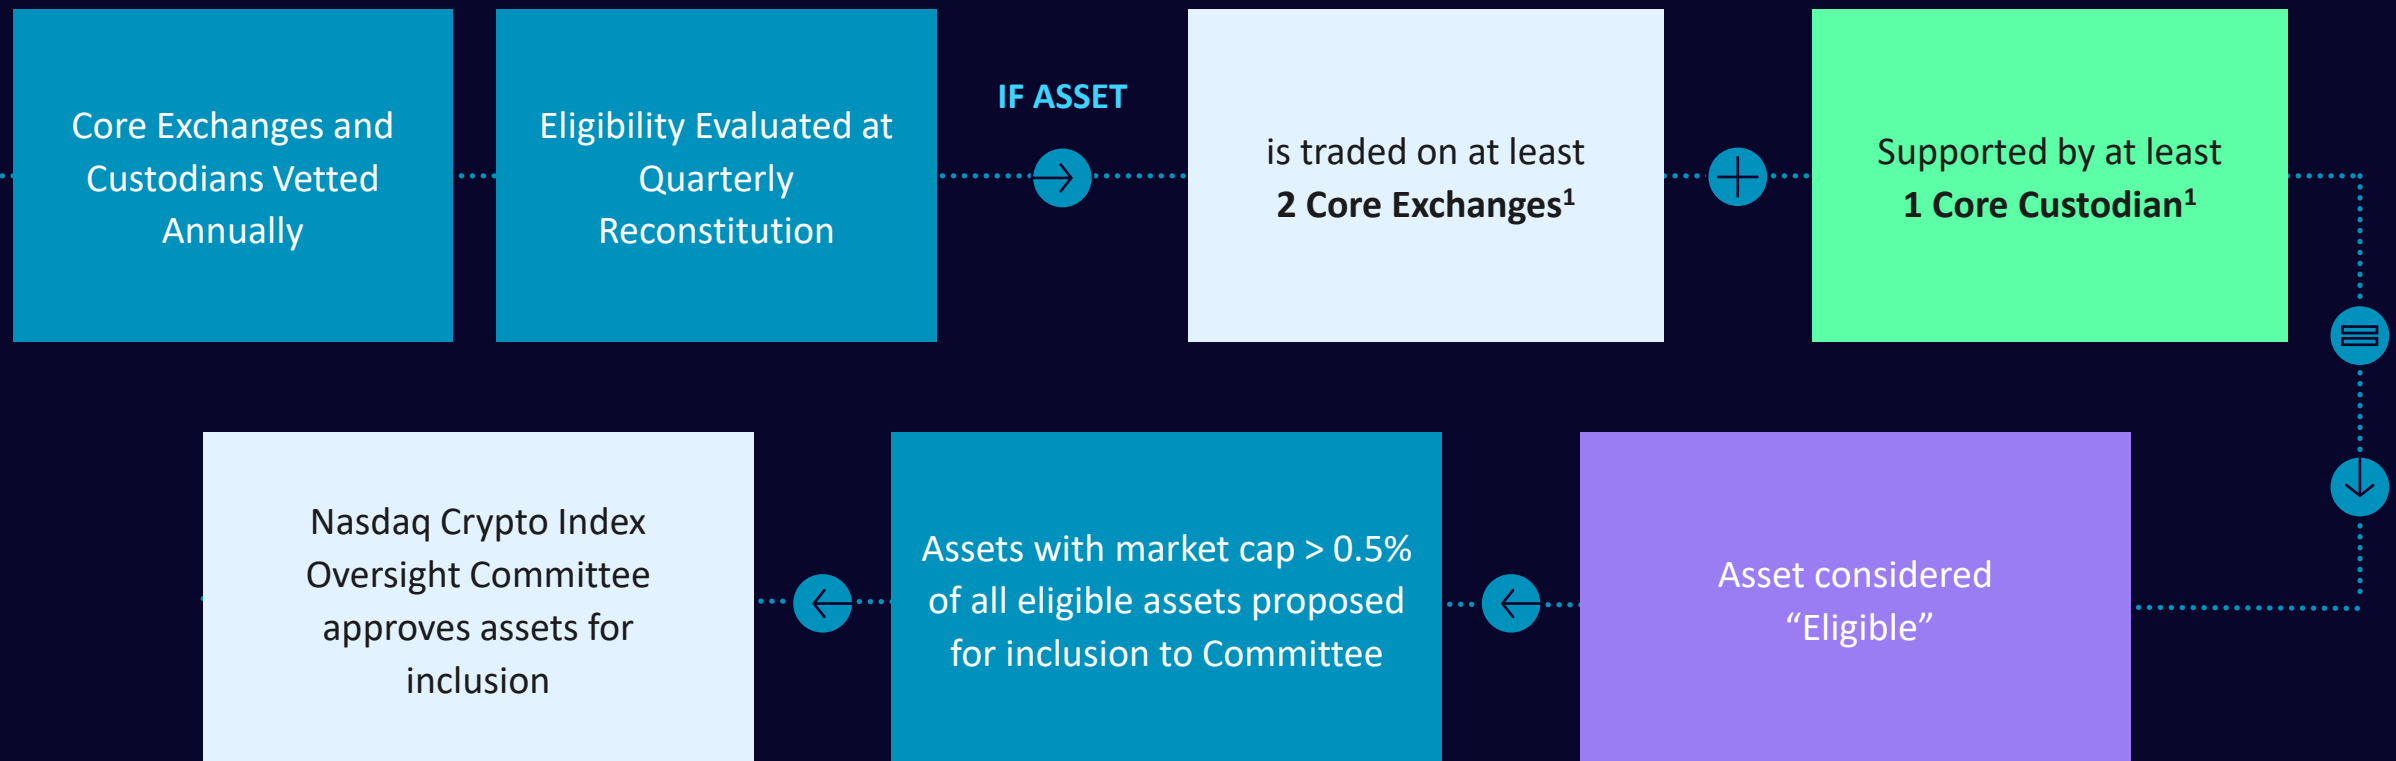 Core Exchanges and
Custodians Vetted
Annually
Eligibility Evaluated at
Quarterly
Reconstitution
IF ASSET
is traded on at least
2 Core Exchanges¹
Supported by at least
1 Core Custodian¹
Asset considered
“Eligible”
Assets with market cap > 0.5%
of all eligible assets proposed
for inclusion to Committee
Nasdaq Crypto Index
Oversight Committee
approves assets for
inclusion